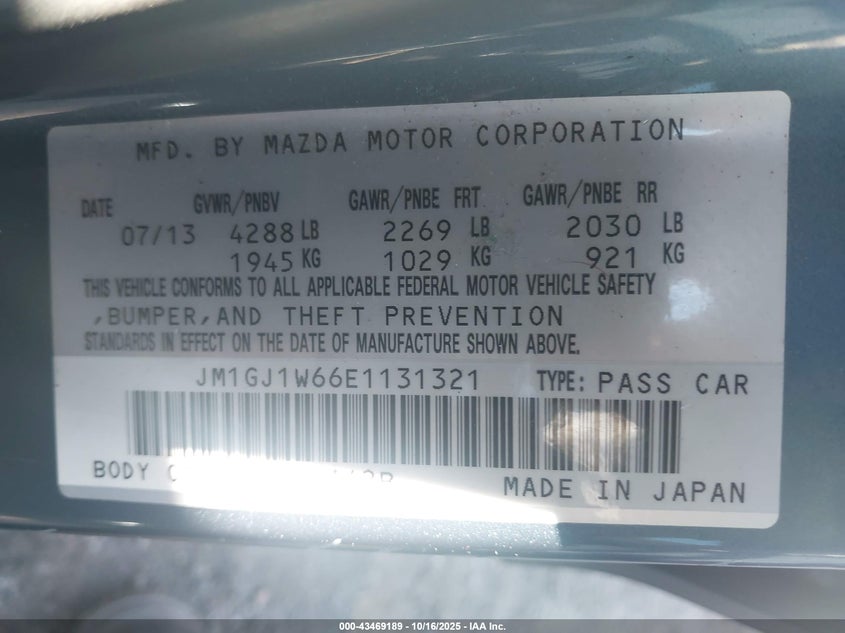 MFD. BY MAZDA MOTOR CORPORATION
DATE GVWR/PNBV GAWR/PNBE FRT GAWR/PNBE RR
07/13 4288 LB 2269 LB 2030 LB
1945 KG 1029 KG 921 KG
THIS VEHICLE CONFORMS TO ALL APPLICABLE FEDERAL MOTOR VEHICLE SAFETY
,BUMPER,AND THEFT PREVENTION
STANDARDS IN EFFECT ON THE DATE OF MANUFACTURE SHOWN ABOVE.
JM1GJ1W66E1131321 TYPE: PASS CAR
BODY
MADE IN JAPAN
000-43469189 - 10/16/2025 - IAA Inc.